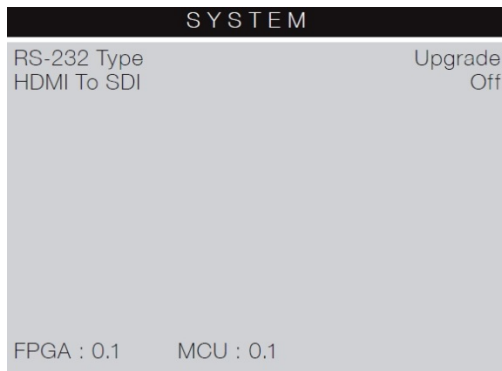 SYSTEM
RS-232 Type Upgrade
HDMI To SDI Off
FPGA : 0.1 MCU : 0.1